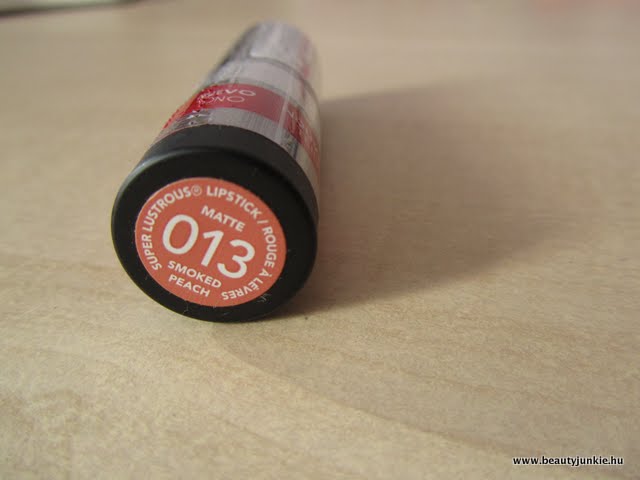 SUPER LUSTROUS® LIPSTICK / ROUGE À LÈVRES
MATTE
013
SMOKED
PEACH
www.beautyjunkie.hu